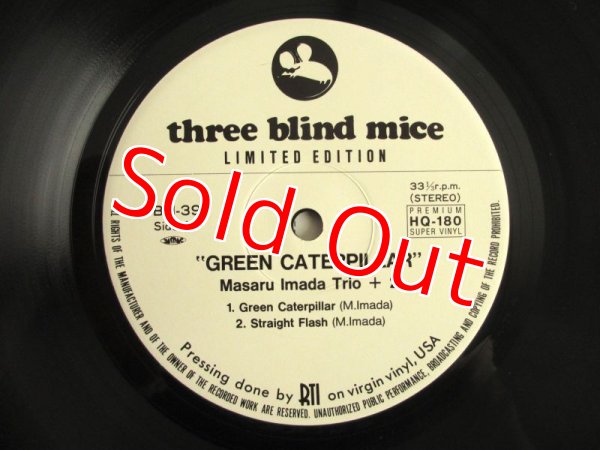 three blind mice
LIMITED EDITION
33⅓r.p.m.
(STEREO)
PREMIUM
HQ-180
SUPER VINYL
Sold Out
"GREEN CATERPILLAR"
Masaru Imada Trio +
1. Green Caterpillar (M.Imada)
2. Straight Flash (M.Imada)
Pressing done by RTI on virgin vinyl, USA
RIGHTS OF THE MANUFACTURER AND OF THE OWNER OF THE RECORDED WORK ARE RESERVED. UNAUTHORIZED PUBLIC PERFORMANCE, BROADCASTING AND COPYING OF THE RECORD PROHIBITED.